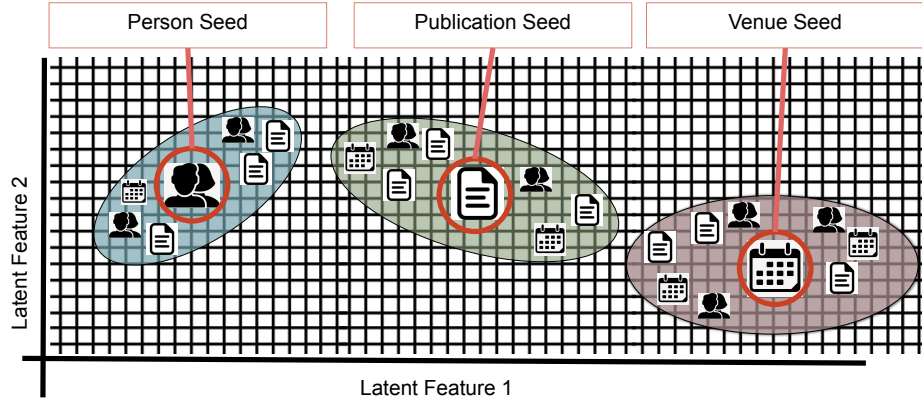 Person Seed
Publication Seed
Venue Seed
Latent Feature 2
Latent Feature 1